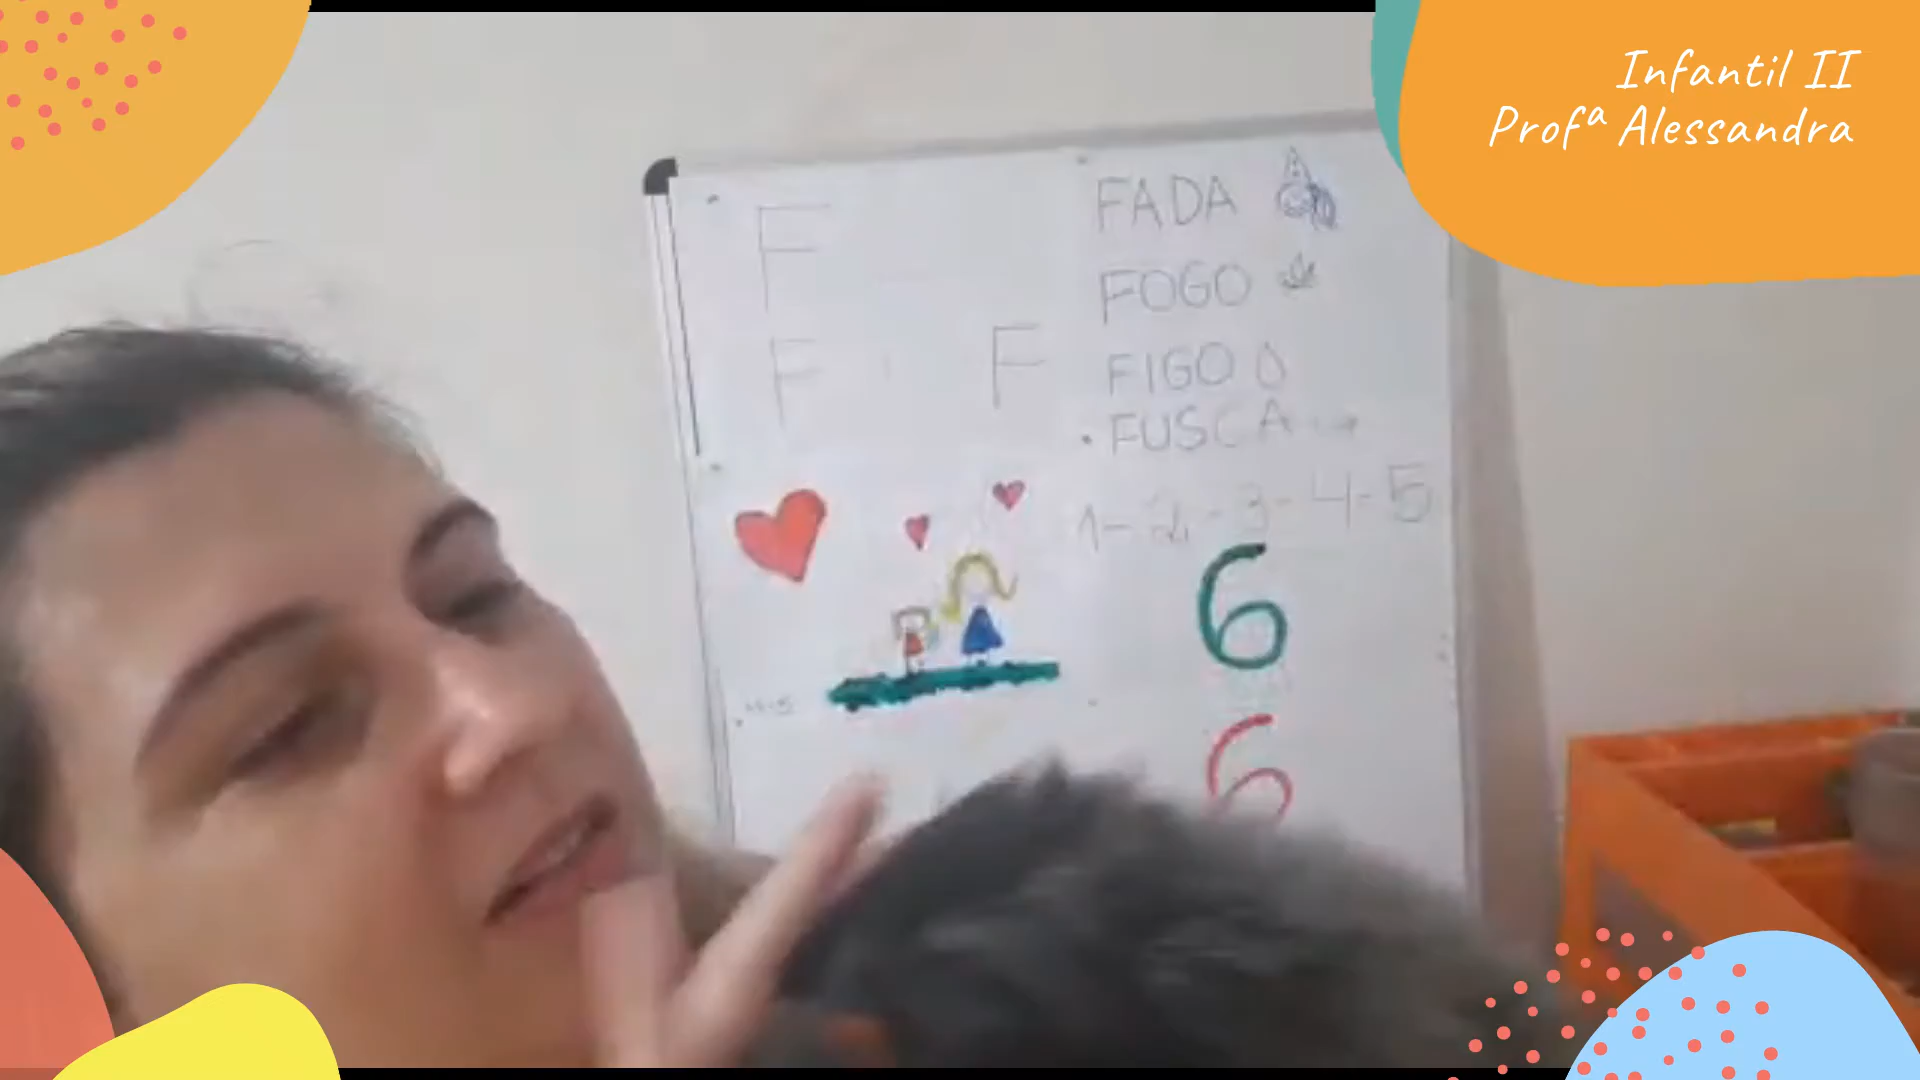 Infantil II
Profª Alessandra
F
F F
FADA
FOGO
FIGO
FUSCA
1-2-3-4-5
6
6